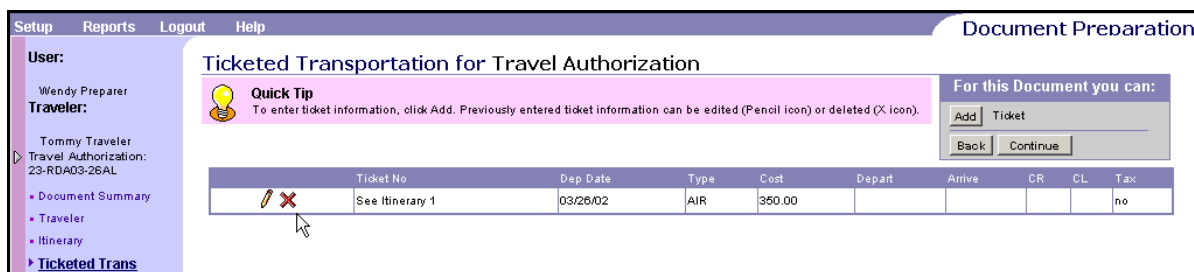 Setup Reports Logout Help
Document Preparation
User:
Wendy Preparer
Traveler:
Tommy Traveler
Travel Authorization:
23-RDA03-26AL
Document Summary
Traveler
Itinerary
Ticketed Trans
Ticketed Transportation for Travel Authorization
Quick Tip
To enter ticket information, click Add. Previously entered ticket information can be edited (Pencil icon) or deleted (X icon).
For this Document you can:
Add Ticket
Back Continue
Ticket No Dep Date Type Cost Depart Arrive CR CL Tax
See Itinerary 1 03/26/02 AIR 350.00 no